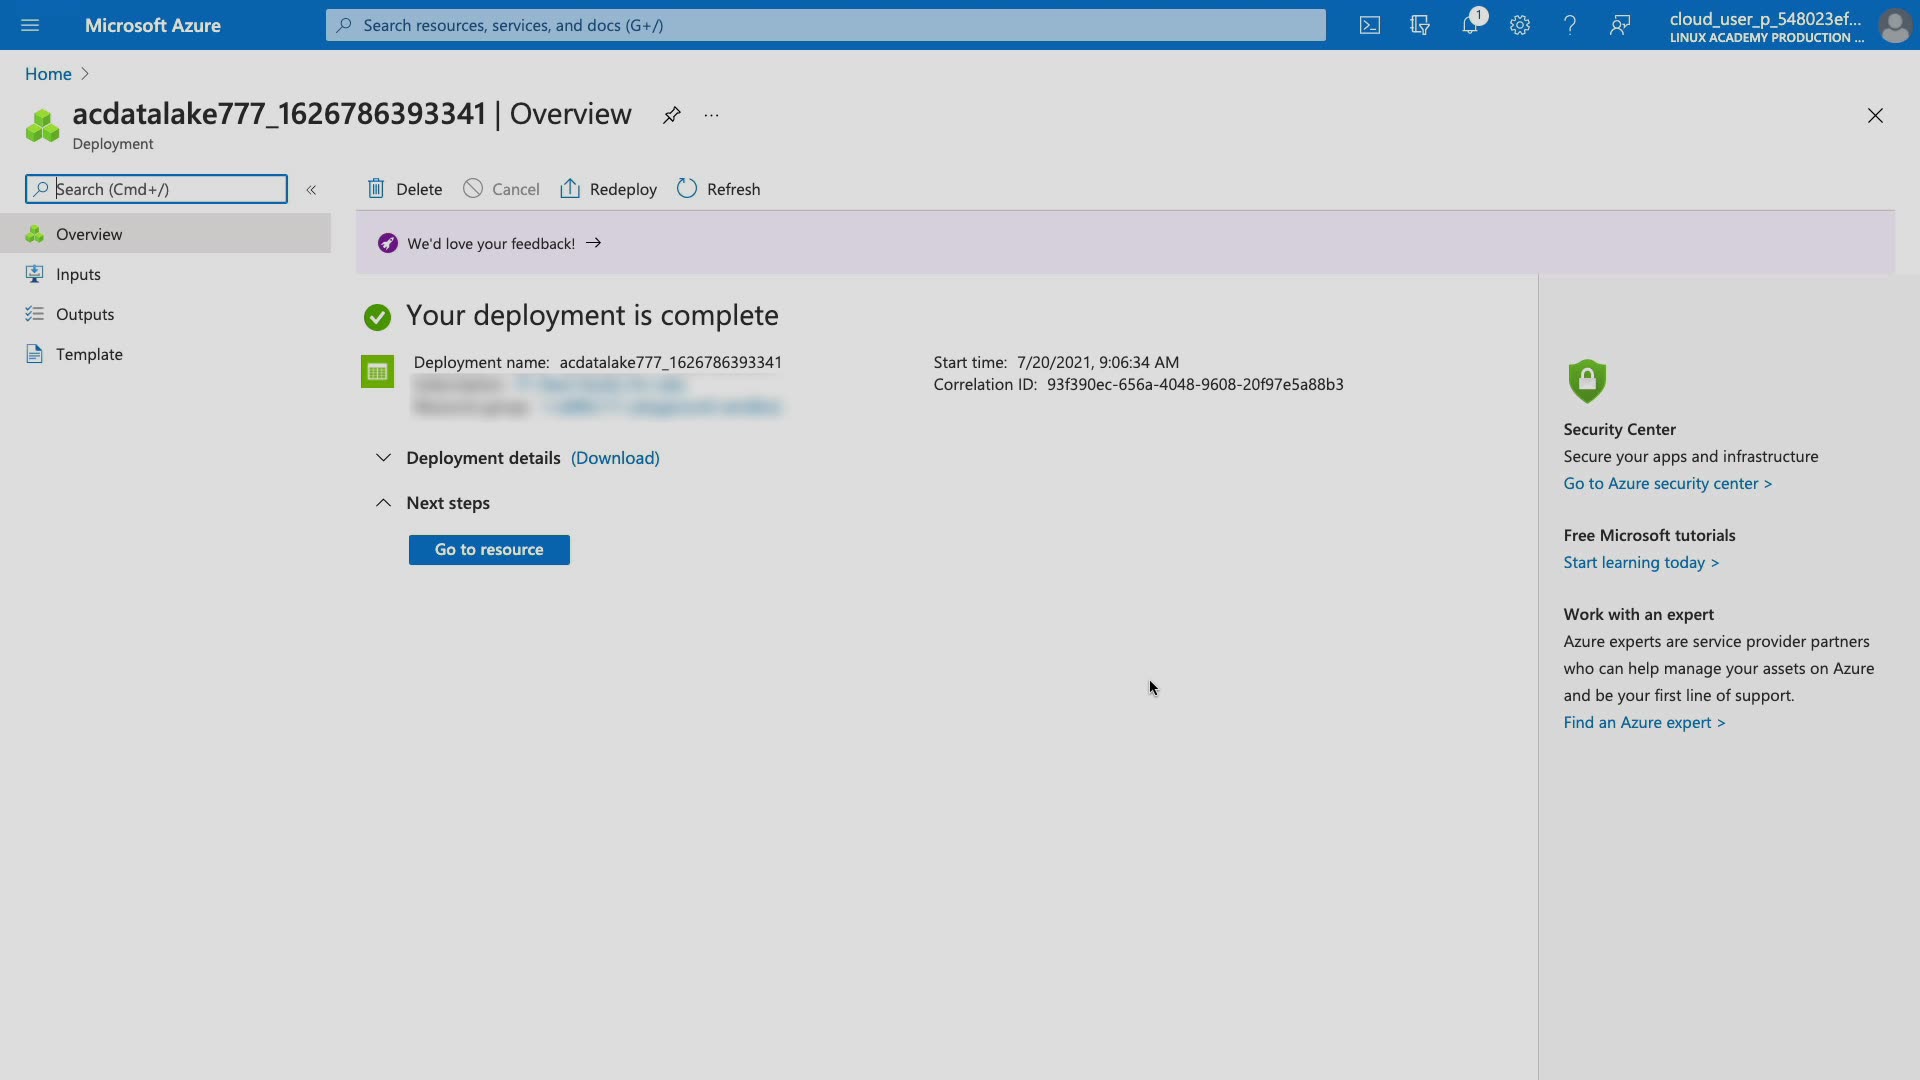 Microsoft Azure
Search resources, services, and docs (G+/)
1
cloud_user_p_548023ef...
LINUX ACADEMY PRODUCTION ...
Home
acdatalake777_1626786393341 | Overview
...
Deployment
Search (Cmd+/)
«
Delete
Cancel
Redeploy
Refresh
Overview
Inputs
Outputs
Template
We'd love your feedback! →
Your deployment is complete
Deployment name: acdatalake777_1626786393341
Start time: 7/20/2021, 9:06:34 AM
Correlation ID: 93f390ec-656a-4048-9608-20f97e5a88b3
Deployment details (Download)
Next steps
Go to resource
Security Center
Secure your apps and infrastructure
Go to Azure security center >
Free Microsoft tutorials
Start learning today >
Work with an expert
Azure experts are service provider partners
who can help manage your assets on Azure
and be your first line of support.
Find an Azure expert >